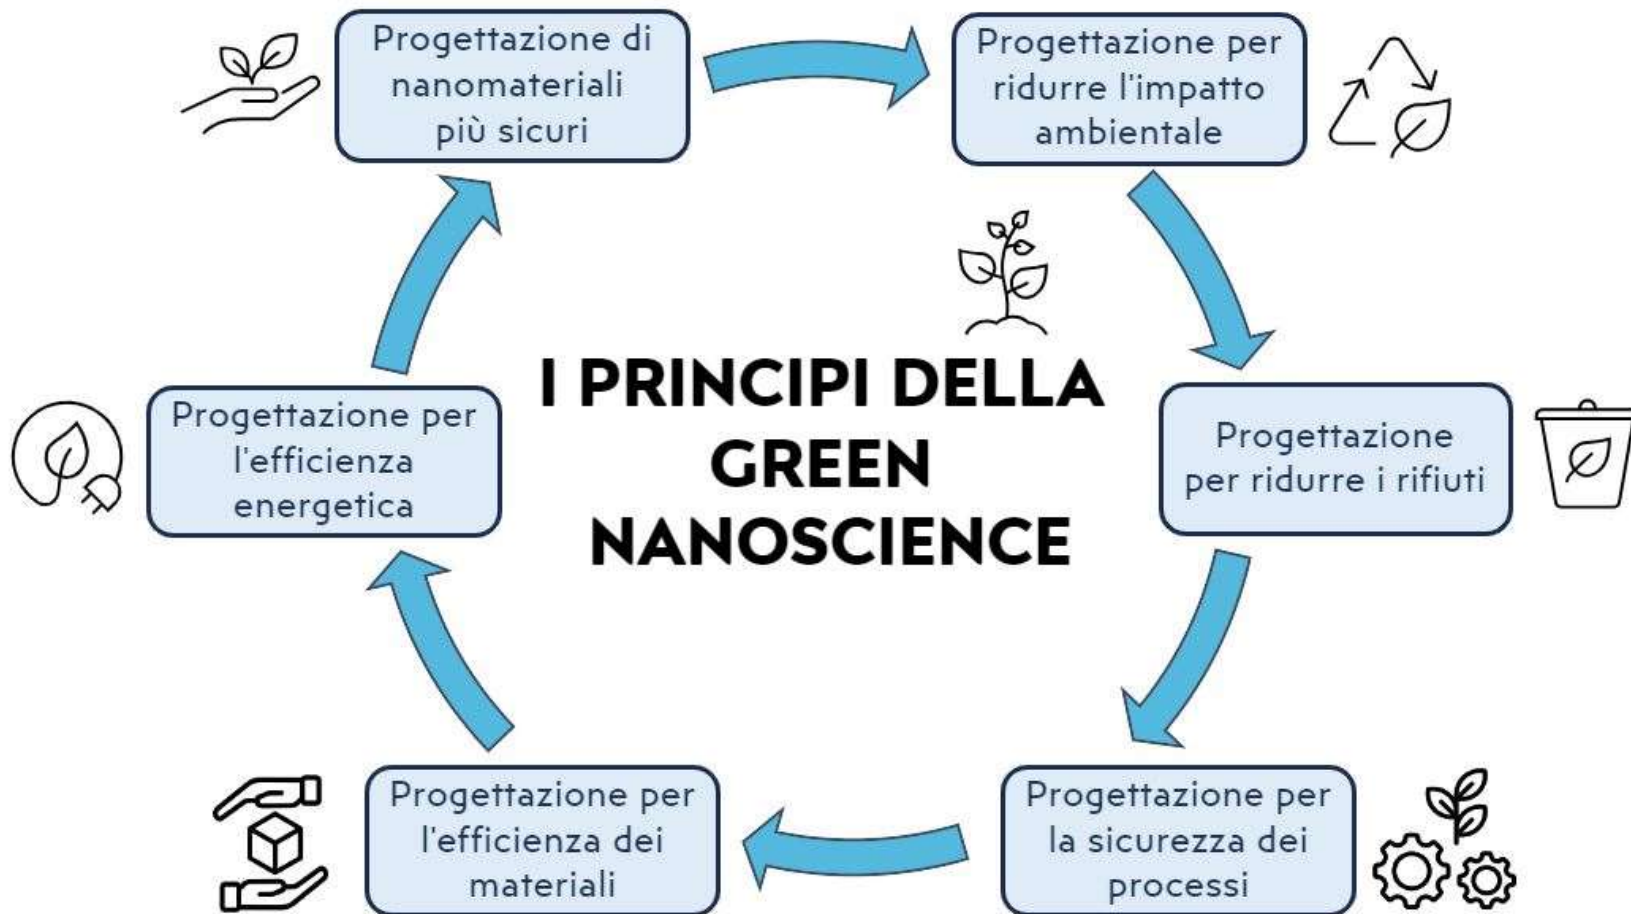 Progettazione di
nanomateriali
più sicuri
Progettazione per
ridurre l'impatto
ambientale
I PRINCIPI DELLA
GREEN
NANOSCIENCE
Progettazione per
l'efficienza
energetica
Progettazione
per ridurre i rifiuti
Progettazione per
l'efficienza dei
materiali
Progettazione per
la sicurezza dei
processi